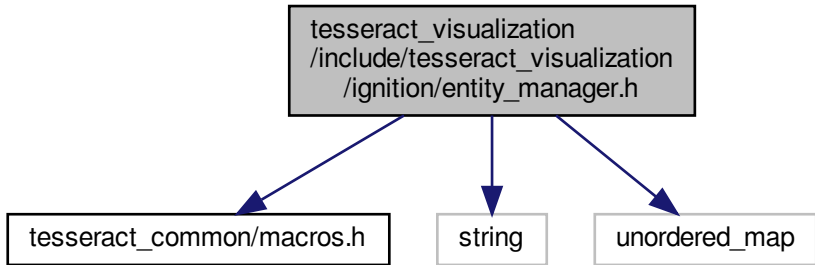 tesseract_visualization
/include/tesseract_visualization
/ignition/entity_manager.h
tesseract_common/macros.h
string
unordered_map